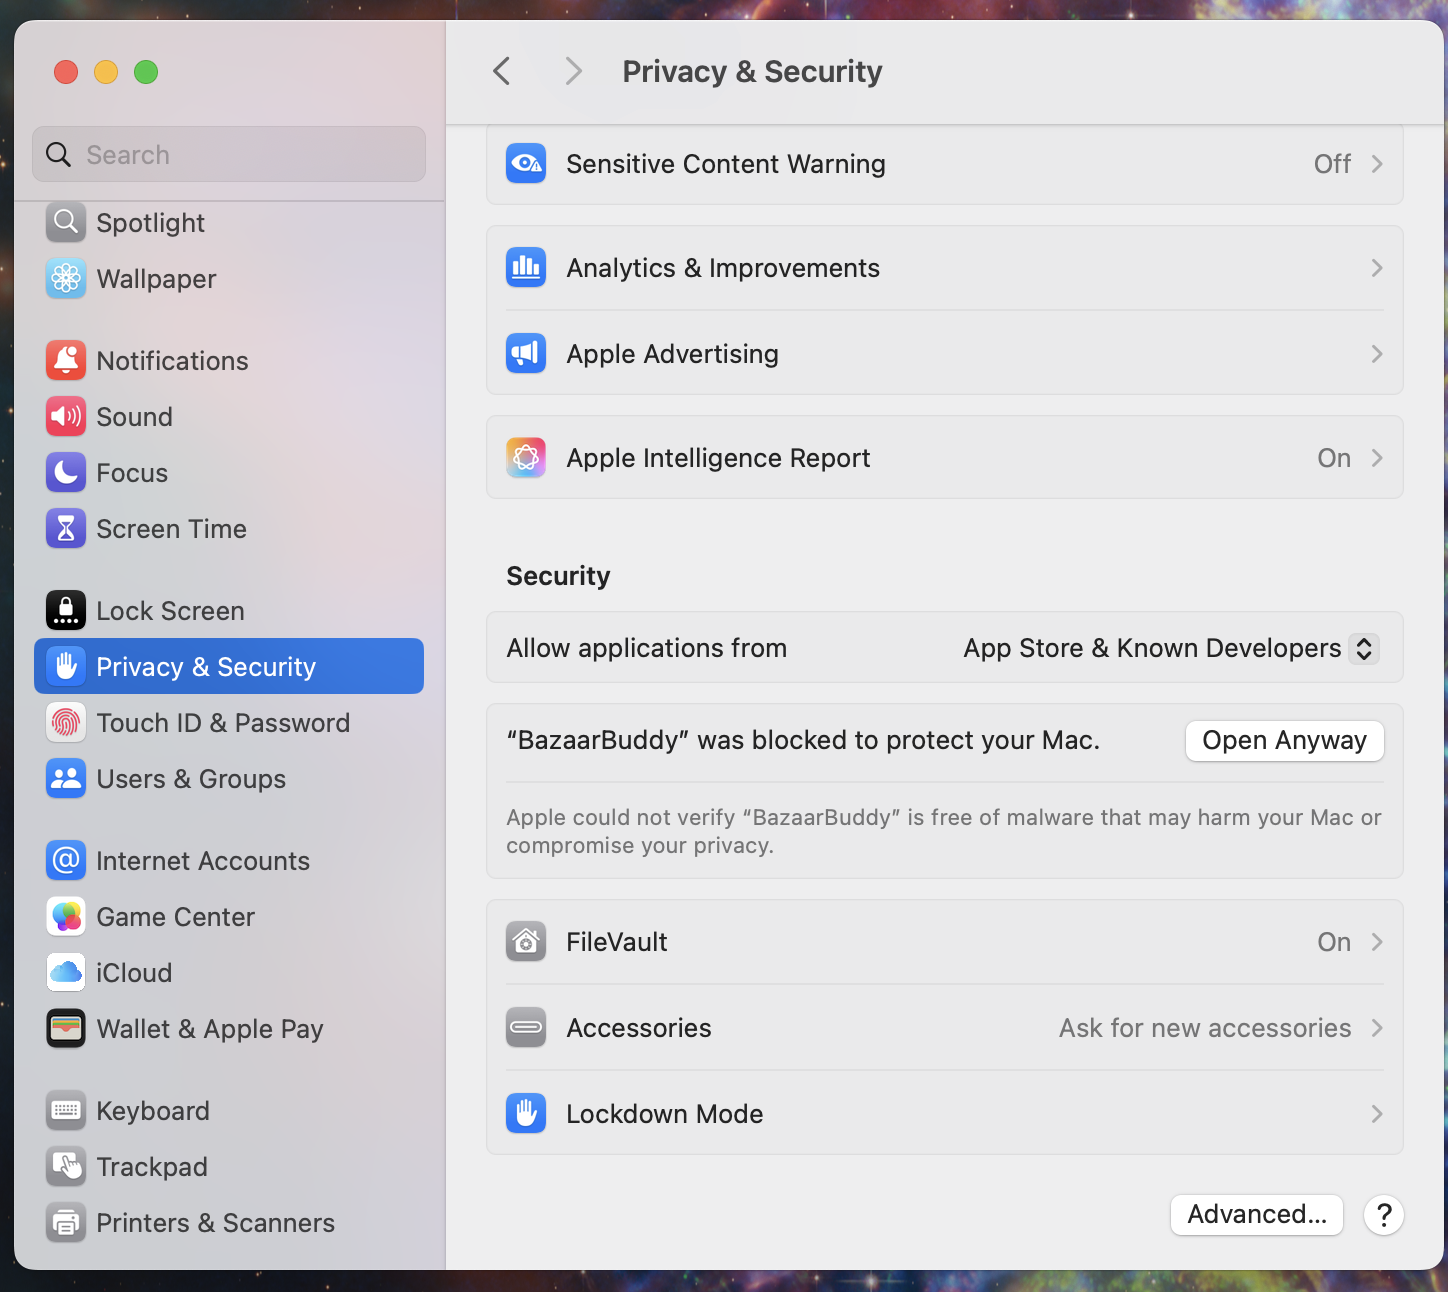 Search
Spotlight
Wallpaper
Notifications
Sound
Focus
Screen Time
Lock Screen
Privacy & Security
Touch ID & Password
Users & Groups
Internet Accounts
Game Center
iCloud
Wallet & Apple Pay
Keyboard
Trackpad
Printers & Scanners
Privacy & Security
Sensitive Content Warning Off
Analytics & Improvements
Apple Advertising
Apple Intelligence Report On
Security
Allow applications from App Store & Known Developers
“BazaarBuddy” was blocked to protect your Mac. Open Anyway
Apple could not verify “BazaarBuddy” is free of malware that may harm your Mac or
compromise your privacy.
FileVault On
Accessories Ask for new accessories
Lockdown Mode
Advanced... ?